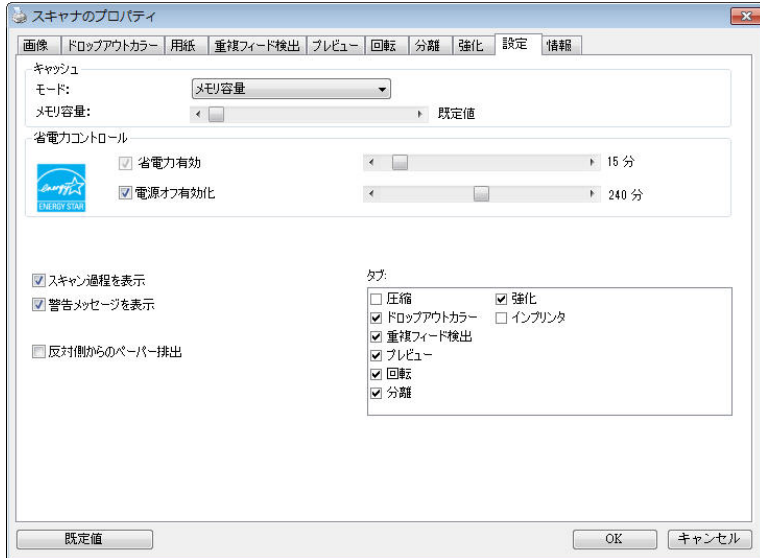 スキャナのプロパティ
画像 ドロップアウトカラー 用紙 重複フィード検出 プレビュー 回転 分離 強化 設定 情報
キャッシュ
モード: メモリ容量
メモリ容量: 既定値
省電力コントロール
省電力有効 15 分
energy
ENERGY STAR
電源オフ有効化 240 分
スキャン過程を表示
警告メッセージを表示
反対側からのペーパー排出
タブ:
圧縮 強化
ドロップアウトカラー インプリンタ
重複フィード検出
プレビュー
回転
分離
既定値 OK キャンセル